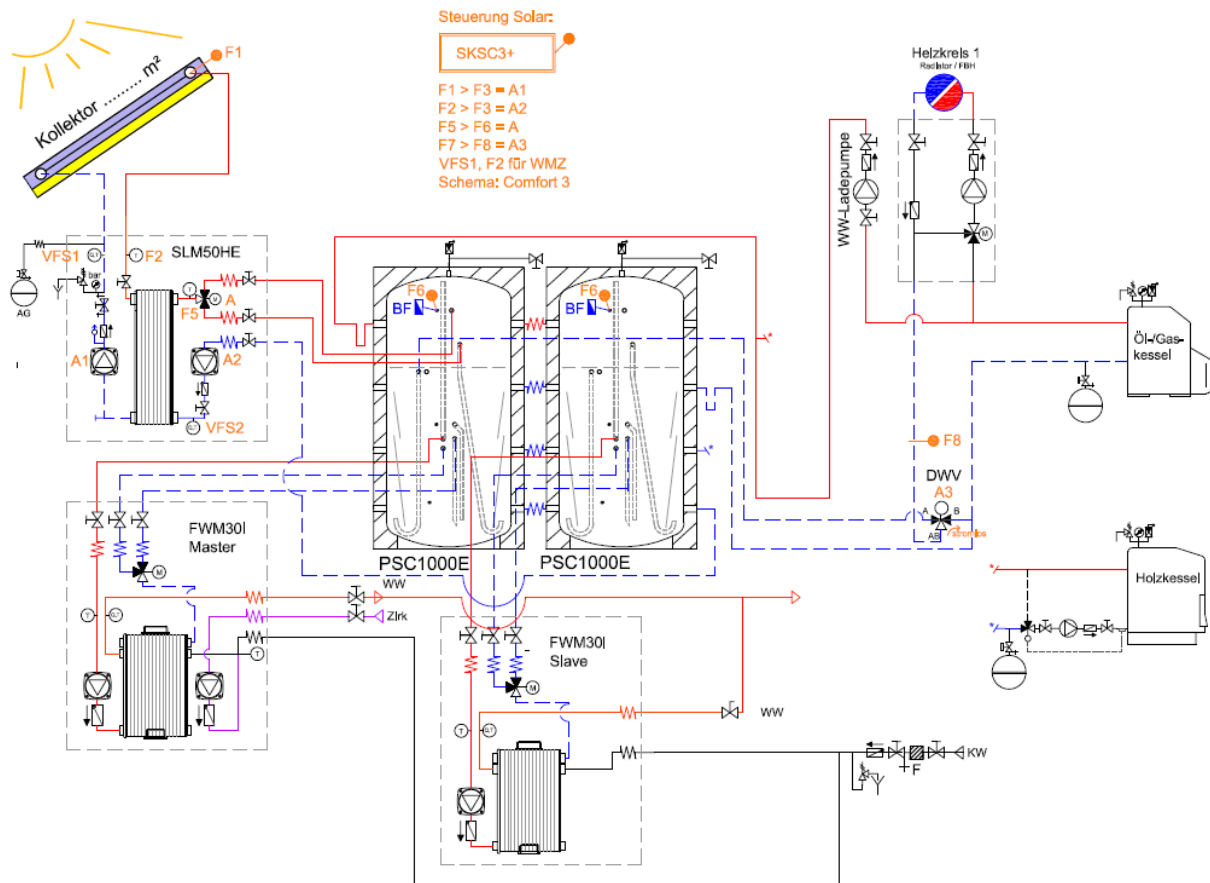 Steuerung Solar:
SKSC3+
F1 > F3 = A1
F2 > F3 = A2
F5 > F6 = A
F7 > F8 = A3
VFS1, F2 für WMZ
Schema: Comfort 3
F1
Kollektor ......... m²
Heizkreis 1
Radiator / FBH
WW-Ladepumpe
M
VFS1
F2
SLM50HE
bar
AG
T
A
M
F5
A1
A2
VFS2
F6
BF
F6
BF
PSC1000E
PSC1000E
Öl-/Gas-
kessel
F8
DWV
A3
A
B
AB
stromlos
*
*
FWM30I
Master
M
T
WW
Zirk
T
FWM30I
Slave
M
T
WW
*
*
Holzkessel
KW
F